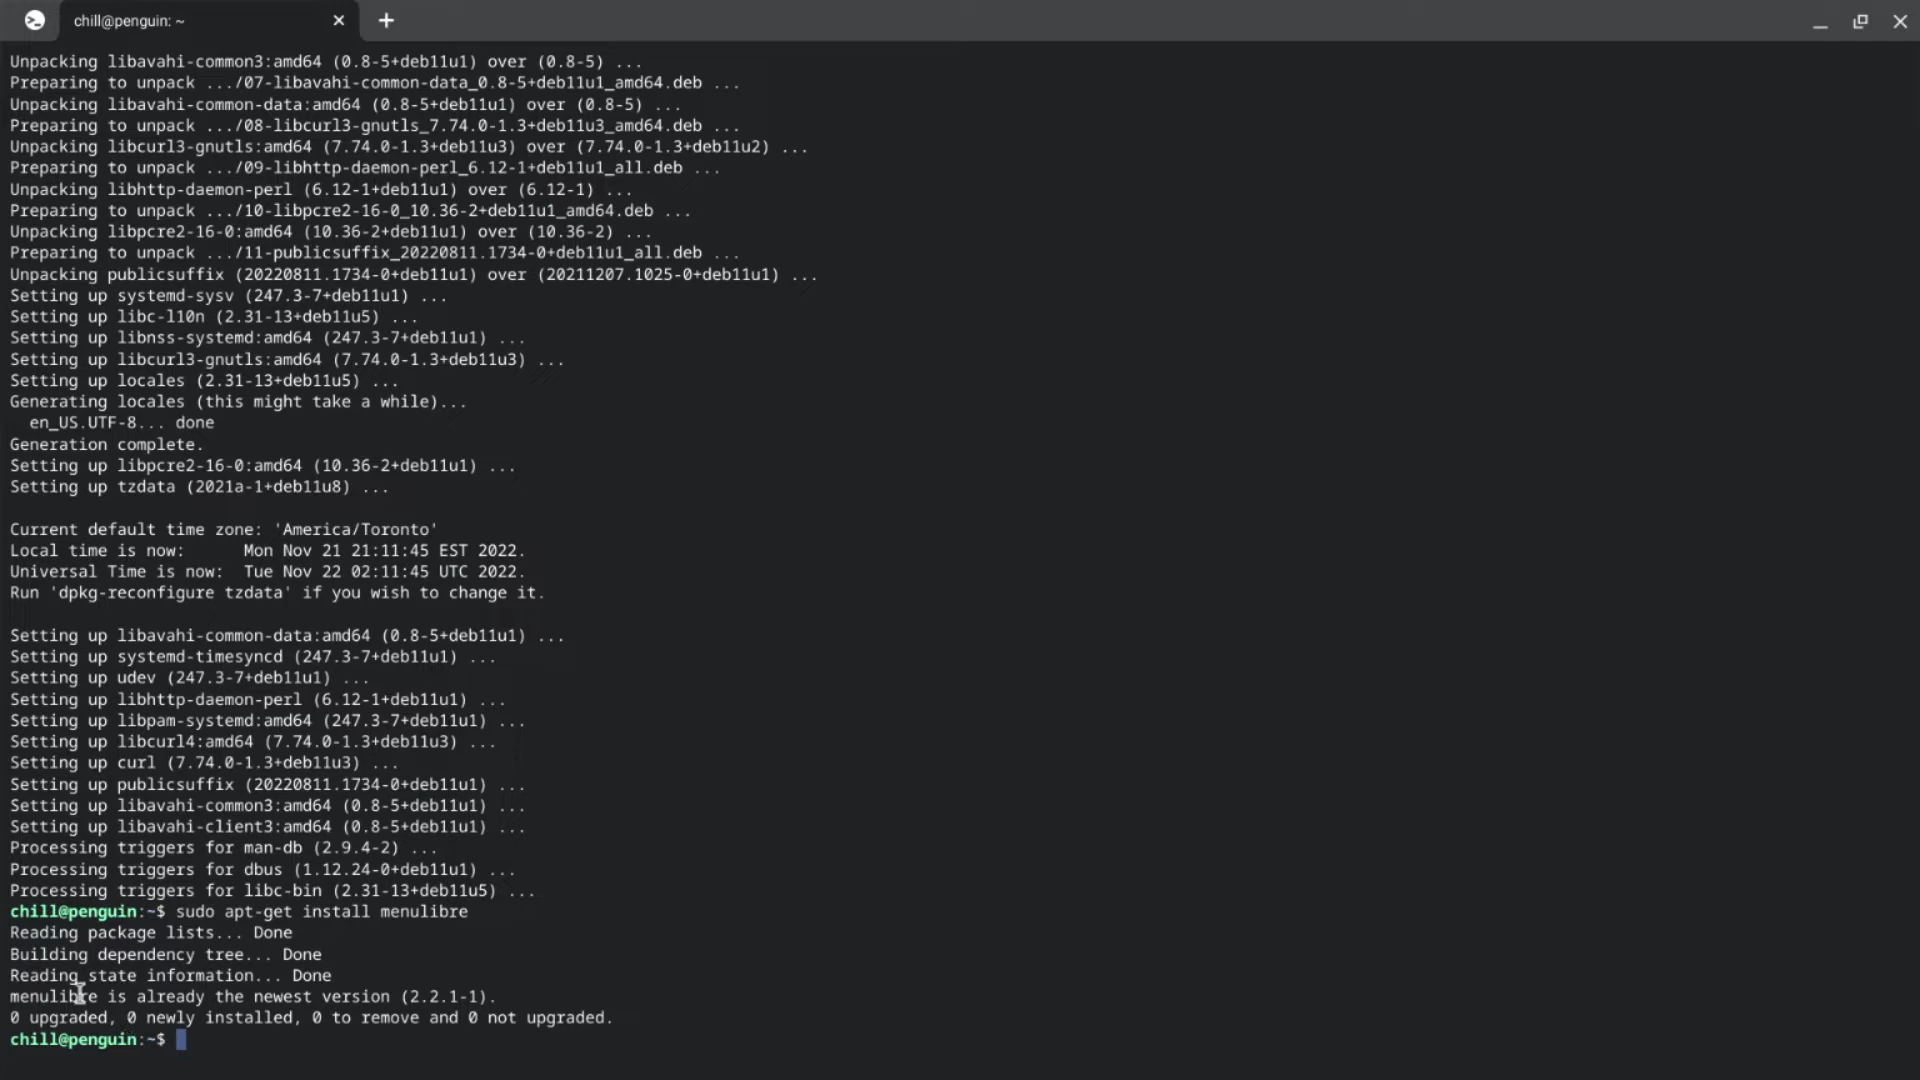 chill@penguin: ~
Unpacking libavahi-common3:amd64 (0.8-5+deb11u1) over (0.8-5) ...
Preparing to unpack .../07-libavahi-common-data_0.8-5+deb11u1_amd64.deb ...
Unpacking libavahi-common-data:amd64 (0.8-5+deb11u1) over (0.8-5) ...
Preparing to unpack .../08-libcurl3-gnutls_7.74.0-1.3+deb11u3_amd64.deb ...
Unpacking libcurl3-gnutls:amd64 (7.74.0-1.3+deb11u3) over (7.74.0-1.3+deb11u2) ...
Preparing to unpack .../09-libhttp-daemon-perl_6.12-1+deb11u1_all.deb ...
Unpacking libhttp-daemon-perl (6.12-1+deb11u1) over (6.12-1) ...
Preparing to unpack .../10-libpcre2-16-0_10.36-2+deb11u1_amd64.deb ...
Unpacking libpcre2-16-0:amd64 (10.36-2+deb11u1) over (10.36-2) ...
Preparing to unpack .../11-publicsuffix_20220811.1734-0+deb11u1_all.deb ...
Unpacking publicsuffix (20220811.1734-0+deb11u1) over (20211207.1025-0+deb11u1) ...
Setting up systemd-sysv (247.3-7+deb11u1) ...
Setting up libc-l10n (2.31-13+deb11u5) ...
Setting up libnss-systemd:amd64 (247.3-7+deb11u1) ...
Setting up libcurl3-gnutls:amd64 (7.74.0-1.3+deb11u3) ...
Setting up locales (2.31-13+deb11u5) ...
Generating locales (this might take a while)...
  en_US.UTF-8... done
Generation complete.
Setting up libpcre2-16-0:amd64 (10.36-2+deb11u1) ...
Setting up tzdata (2021a-1+deb11u8) ...
Current default time zone: 'America/Toronto'
Local time is now:      Mon Nov 21 21:11:45 EST 2022.
Universal Time is now:  Tue Nov 22 02:11:45 UTC 2022.
Run 'dpkg-reconfigure tzdata' if you wish to change it.
Setting up libavahi-common-data:amd64 (0.8-5+deb11u1) ...
Setting up systemd-timesyncd (247.3-7+deb11u1) ...
Setting up udev (247.3-7+deb11u1) ...
Setting up libhttp-daemon-perl (6.12-1+deb11u1) ...
Setting up libpam-systemd:amd64 (247.3-7+deb11u1) ...
Setting up libcurl4:amd64 (7.74.0-1.3+deb11u3) ...
Setting up curl (7.74.0-1.3+deb11u3) ...
Setting up publicsuffix (20220811.1734-0+deb11u1) ...
Setting up libavahi-common3:amd64 (0.8-5+deb11u1) ...
Setting up libavahi-client3:amd64 (0.8-5+deb11u1) ...
Processing triggers for man-db (2.9.4-2) ...
Processing triggers for dbus (1.12.24-0+deb11u1) ...
Processing triggers for libc-bin (2.31-13+deb11u5) ...
chill@penguin:~$ sudo apt-get install menulibre
Reading package lists... Done
Building dependency tree... Done
Reading state information... Done
menulibre is already the newest version (2.2.1-1).
0 upgraded, 0 newly installed, 0 to remove and 0 not upgraded.
chill@penguin:~$